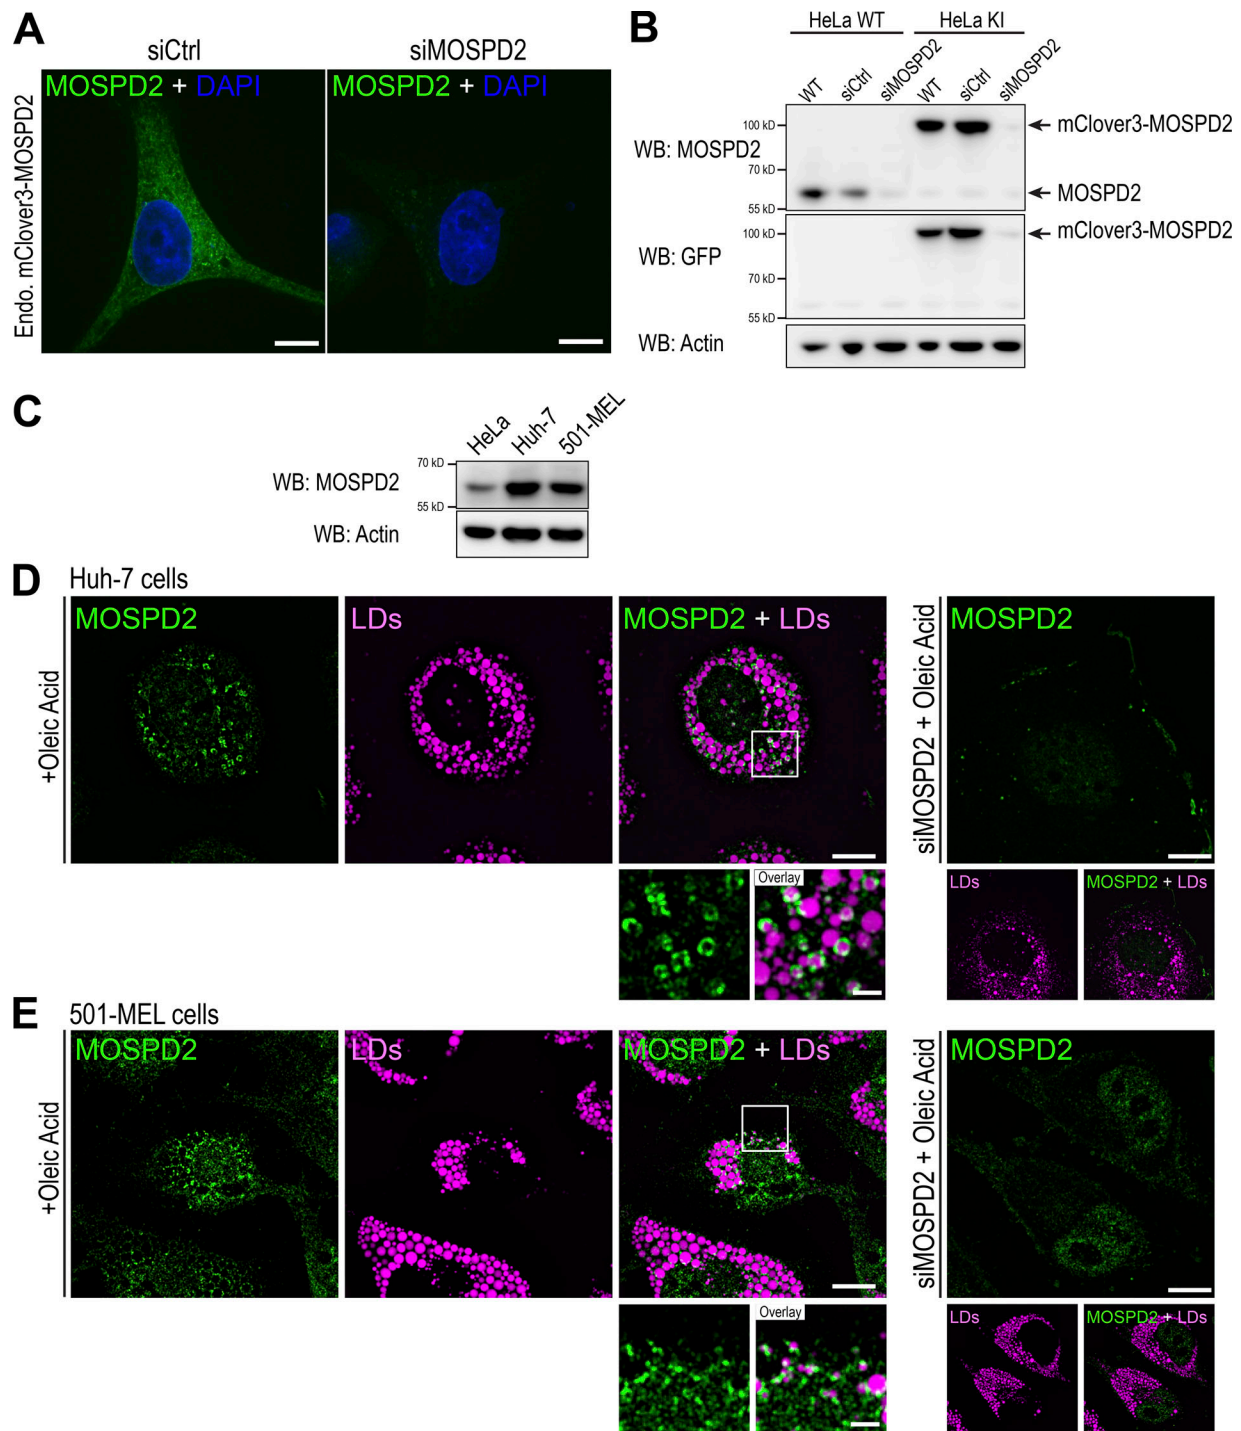 A
siCtrl
siMOSPD2
Endo. mClover3-MOSPD2
MOSPD2 + DAPI
MOSPD2 + DAPI
B
HeLa WT
HeLa KI
WT
siCtrl
siMOSPD2
WT
siCtrl
siMOSPD2
WB: MOSPD2
100 kD
70 kD
55 kD
mClover3-MOSPD2
MOSPD2
WB: GFP
100 kD
70 kD
55 kD
mClover3-MOSPD2
WB: Actin
C
HeLa
Huh-7
501-MEL
WB: MOSPD2
70 kD
55 kD
WB: Actin
D
Huh-7 cells
+Oleic Acid
MOSPD2
LDs
MOSPD2 + LDs
Overlay
siMOSPD2 + Oleic Acid
MOSPD2
LDs
MOSPD2 + LDs
E
501-MEL cells
+Oleic Acid
MOSPD2
LDs
MOSPD2 + LDs
Overlay
siMOSPD2 + Oleic Acid
MOSPD2
LDs
MOSPD2 + LDs